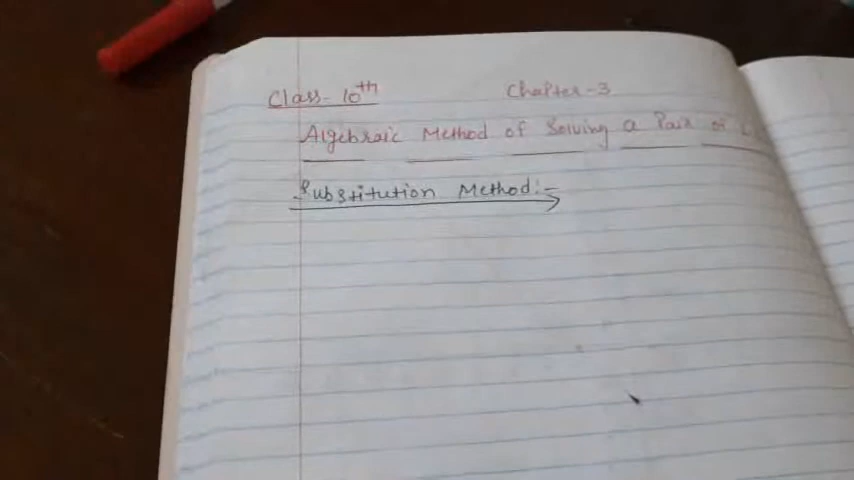 Class- 10th Chapter-3
Algebraic Method of Solving a Pair of
Substitution Method:-